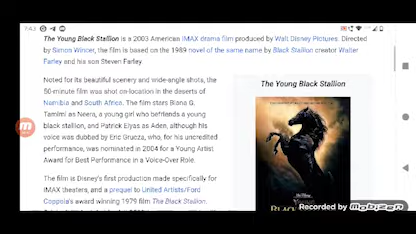 The Young Black Stallion is a 2003 American IMAX drama film produced by Walt Disney Pictures. Directed
by Simon Wincer, the film is based on the 1989 novel of the same name by Black Stallion creator Walter
Farley and his son Steven Farley.
Noted for its beautiful scenery and wide-angle shots, the
50-minute film was shot on-location in the deserts of
Namibia and South Africa. The film stars Biana G.
Tamimi as Neera, a young girl who befriends a young
black stallion, and Patrick Elyas as Aden, although his
voice was dubbed by Eric Grucza, who, for his uncredited
performance, was nominated in 2004 for a Young Artist
Award for Best Performance in a Voice-Over Role.
The film is Disney's first production made specifically for
IMAX theaters, and a prequel to United Artists/Ford
Coppola's award winning 1979 film The Black Stallion.
The Young Black Stallion
Recorded by Mobizen